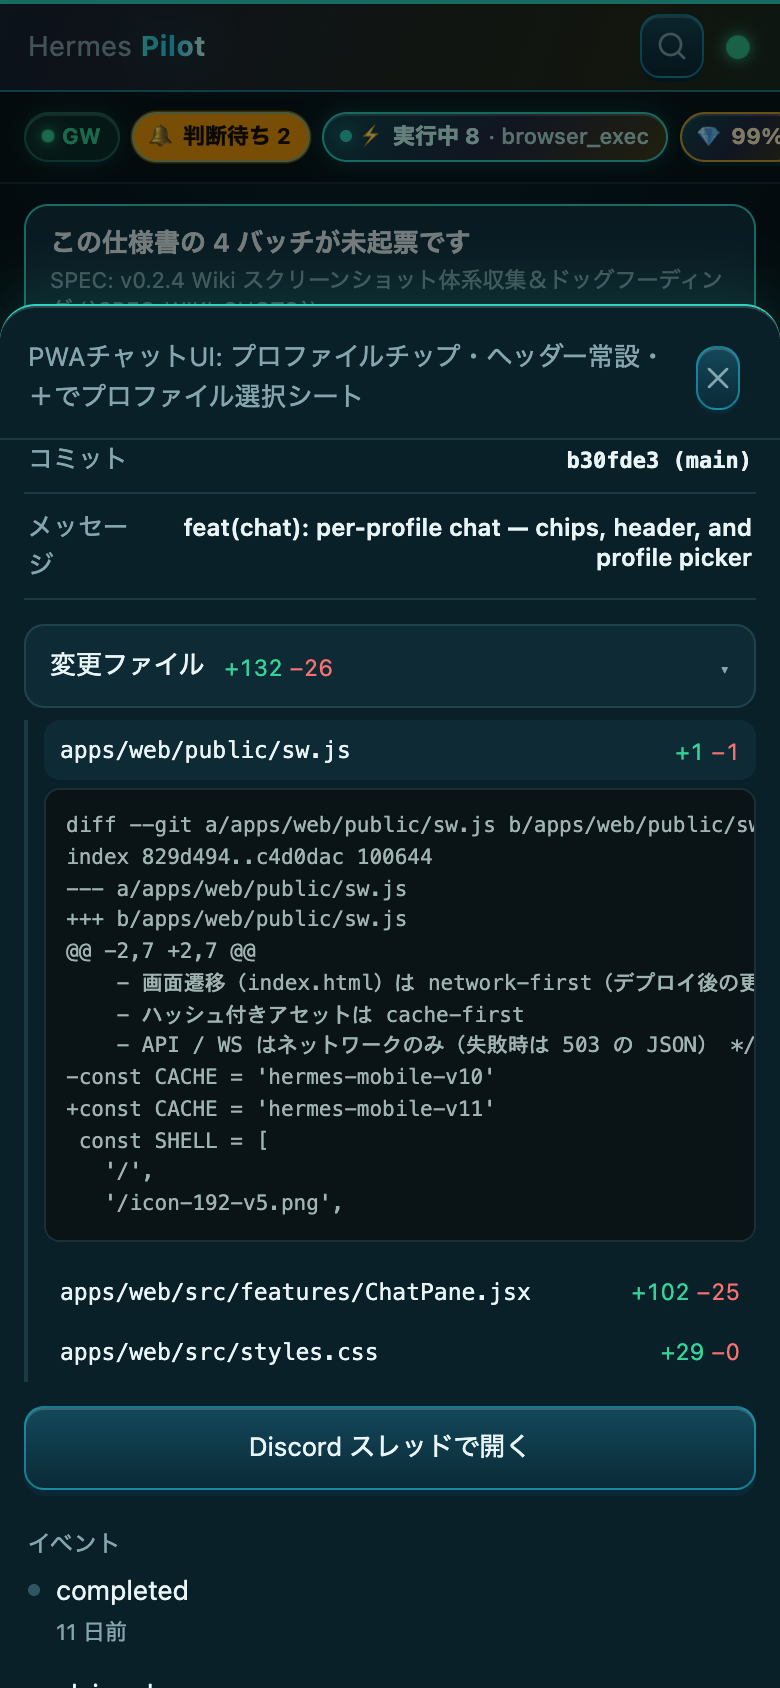 Hermes Pilot
GW
判断待ち 2
実行中 8 · browser_exec
99%
この仕様書の 4 バッチが未起票です
SPEC: v0.2.4 Wiki スクリーンショット体系収集&ドッグフーディン
PWAチャットUI: プロファイルチップ・ヘッダー常設・
＋でプロファイル選択シート
コミット
b30fde3 (main)
メッセー
ジ
feat(chat): per-profile chat — chips, header, and
profile picker
変更ファイル +132 −26
apps/web/public/sw.js +1 −1
diff --git a/apps/web/public/sw.js b/apps/web/public/sw
index 829d494..c4d0dac 100644
--- a/apps/web/public/sw.js
+++ b/apps/web/public/sw.js
@@ -2,7 +2,7 @@
- 画面遷移（index.html）は network-first（デプロイ後の更
- ハッシュ付きアセットは cache-first
- API / WS はネットワークのみ（失敗時は 503 の JSON） */
-const CACHE = 'hermes-mobile-v10'
+const CACHE = 'hermes-mobile-v11'
const SHELL = [
'/',
'/icon-192-v5.png',
apps/web/src/features/ChatPane.jsx +102 −25
apps/web/src/styles.css +29 −0
Discord スレッドで開く
イベント
completed
11 日前